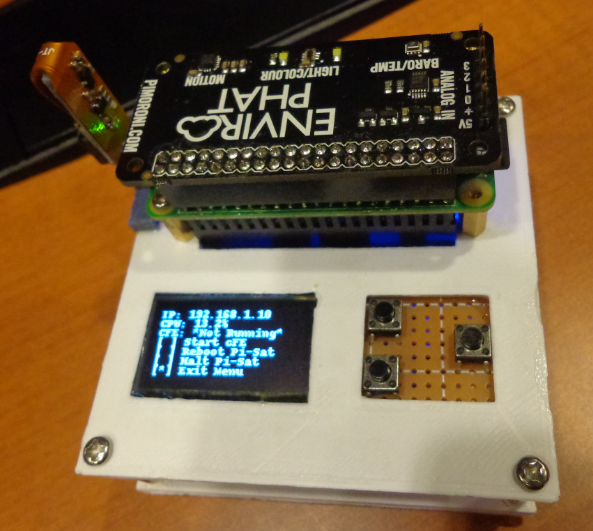 JT-
PIMORONI.COM
MOTION
LIGHT/COLOUR
BARO/TEMP
ANALOG IN
5V + 0 1 2 3
ENVIRO
PHAT
IP: 192.168.1.10
CPU: 13.2%
CFE: "Not Running"
[ ] Start cFE
[ ] Reboot Pi-Sat
[ ] Halt Pi-Sat
[*] Exit Menu